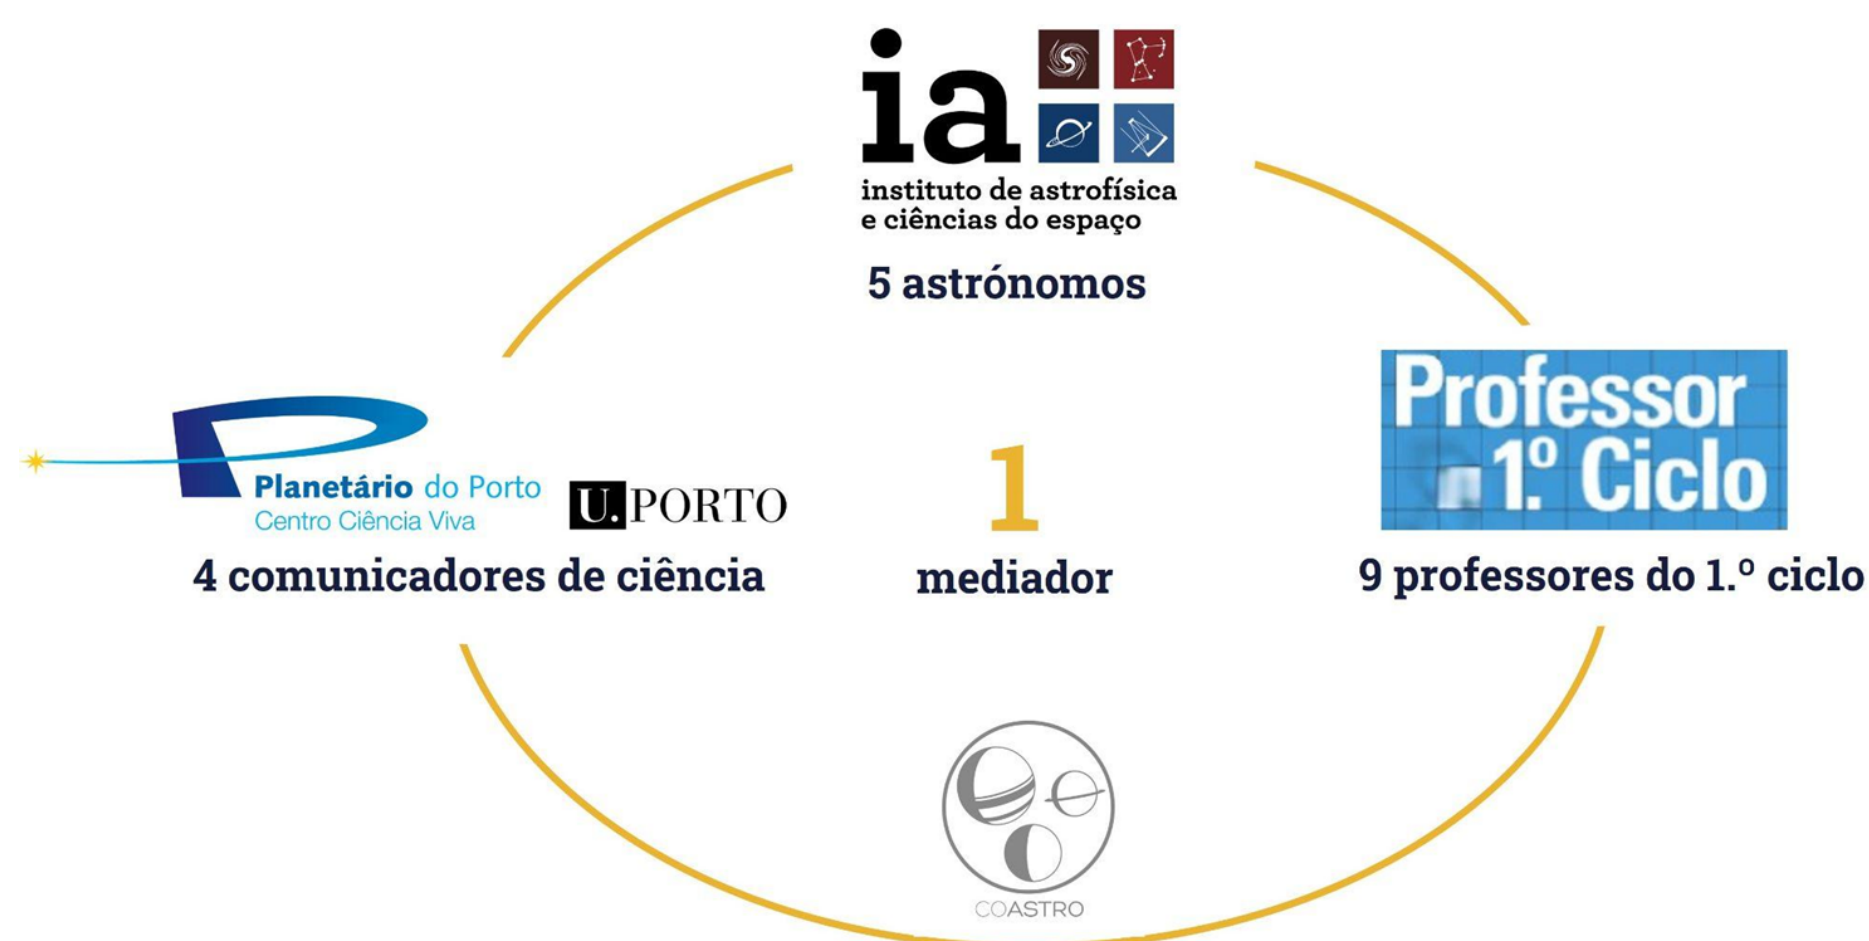 ia
instituto de astrofísica
e ciências do espaço
5 astrónomos
Planetário do Porto
Centro Ciência Viva
U.PORTO
4 comunicadores de ciência
1
mediador
Professor
1.º Ciclo
9 professores do 1.º ciclo
COASTRO